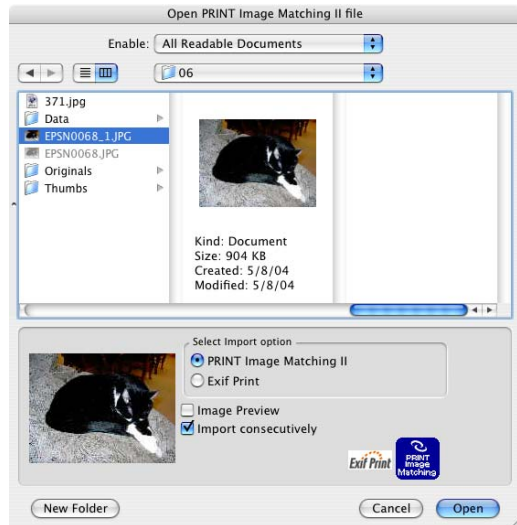 Open PRINT Image Matching II file
Enable: All Readable Documents
06
371.jpg
Data
EPSN0068_1.JPG
EPSN0068.JPG
Originals
Thumbs
Kind: Document
Size: 904 KB
Created: 5/8/04
Modified: 5/8/04
Select Import option
PRINT Image Matching II
Exif Print
Image Preview
Import consecutively
Exif Print
PRINT
Image
Matching
New Folder
Cancel
Open